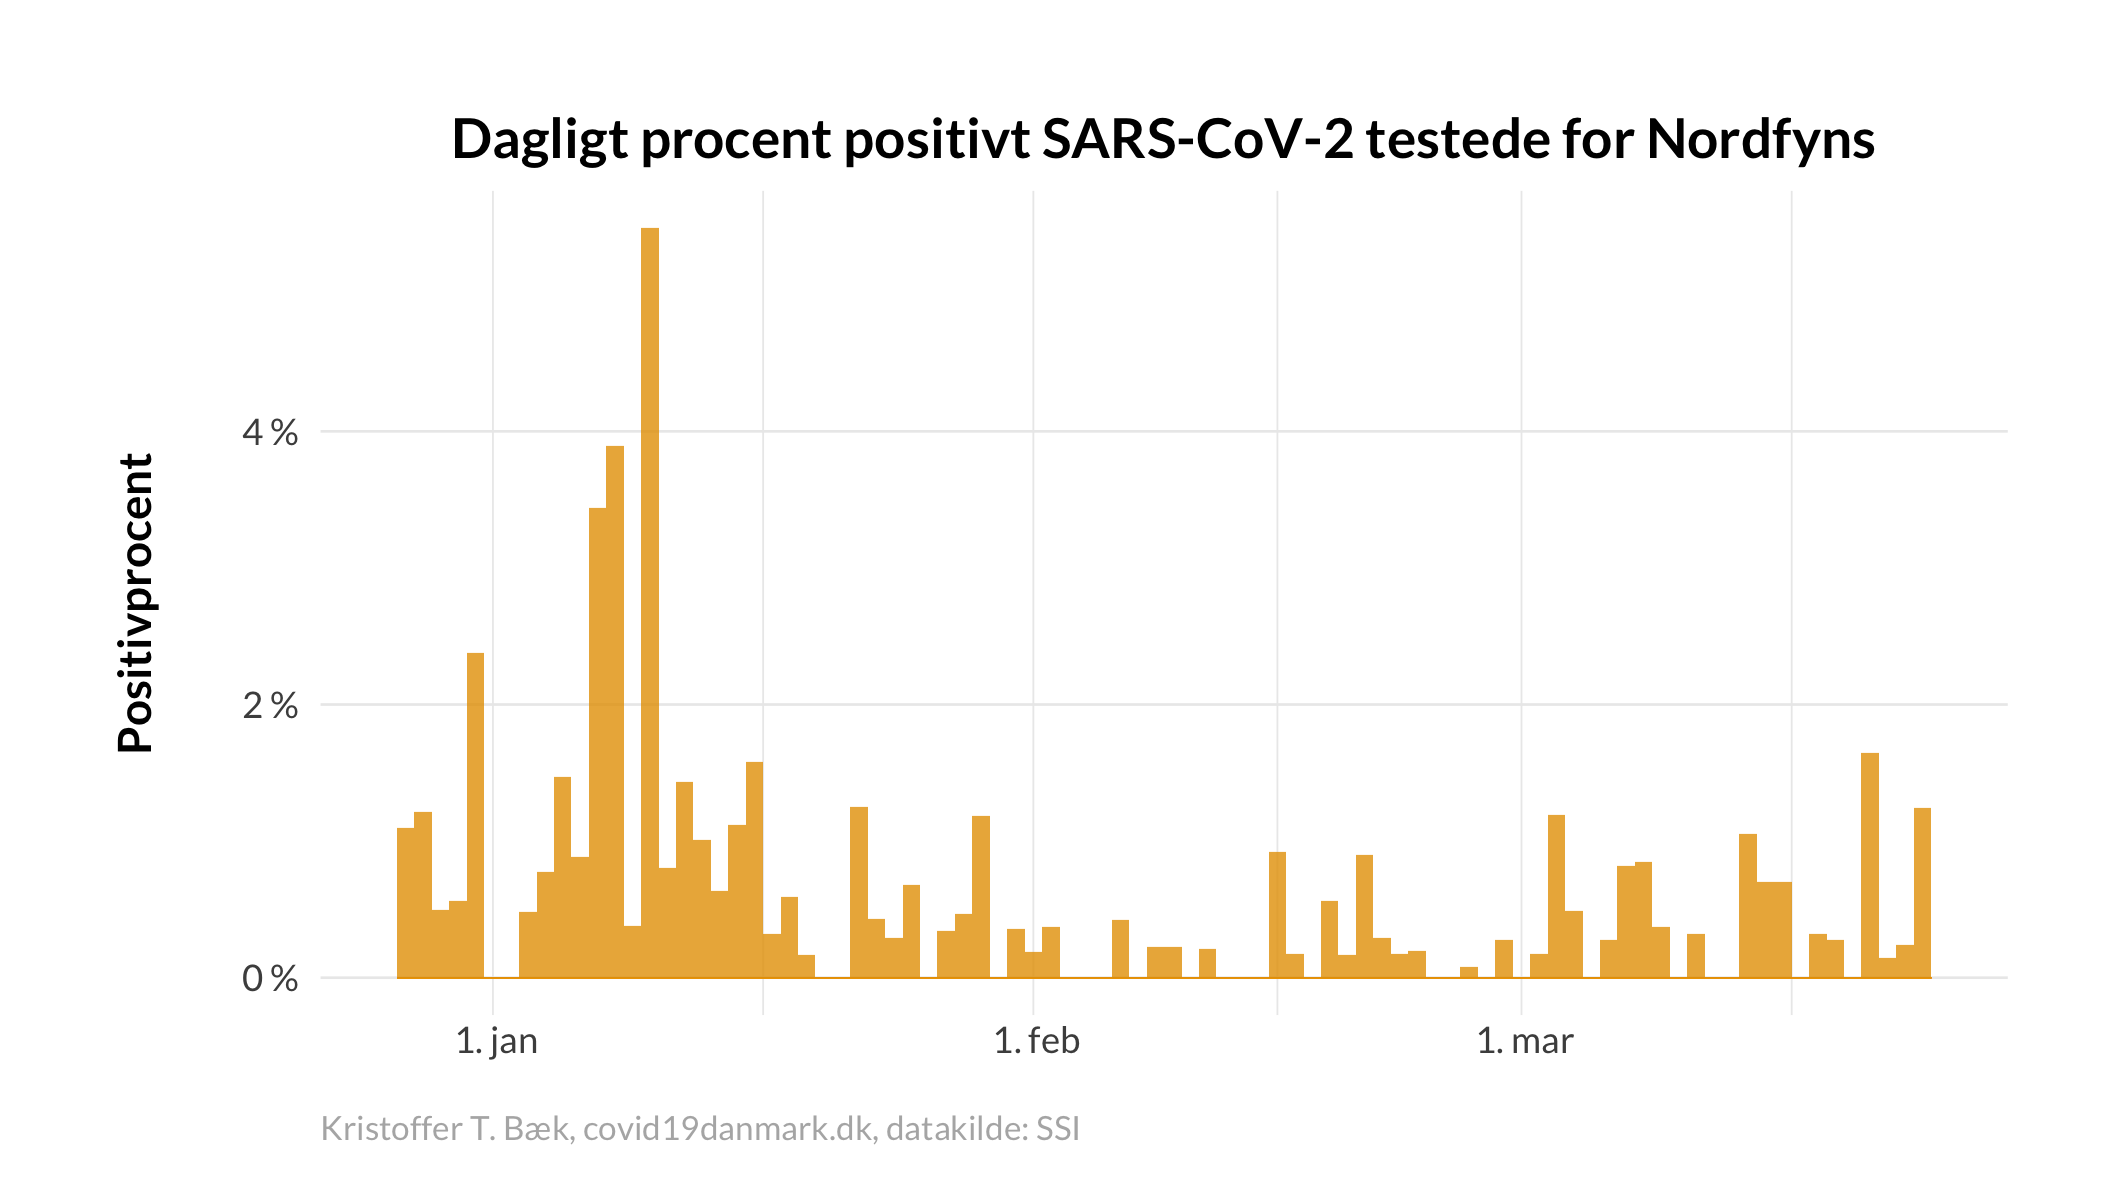 Dagligt procent positivt SARS-CoV-2 testede for Nordfyns
Positivprocent
4 %
2 %
0 %
1. jan
1. feb
1. mar
Kristoffer T. Bæk, covid19danmark.dk, datakilde: SSI